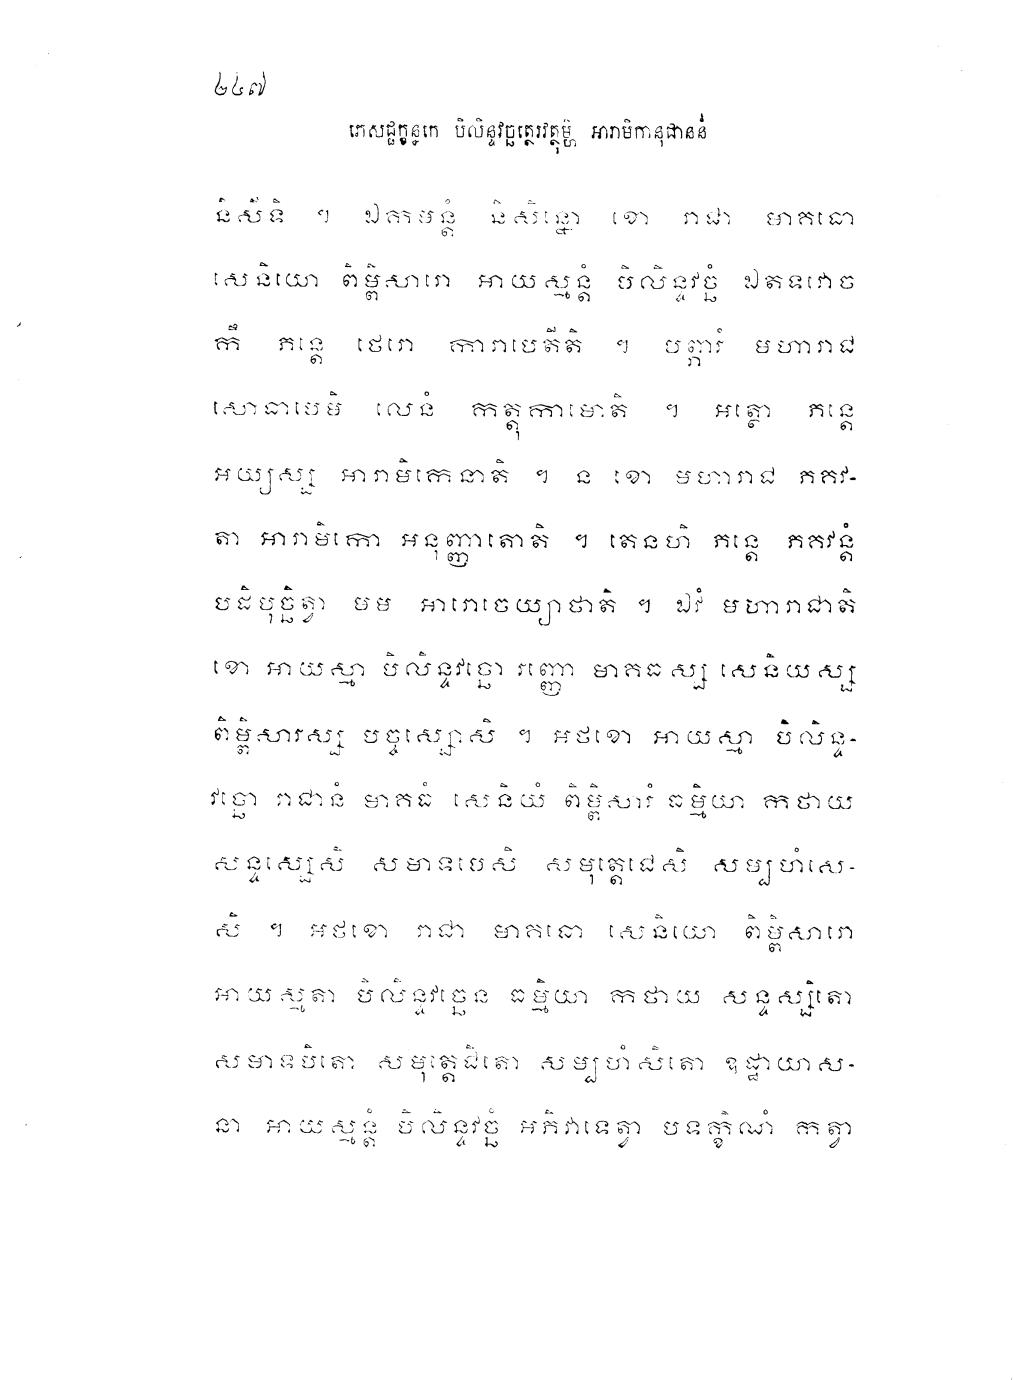 ២៤៧
ភេសជ្ជក្ខន្ធកេ បិលិន្ទវច្ឆត្ថេរវត្ថុម្ហិ អារាមិកានុជាននំ
និសីទិ ។ ឯកមន្តំ និសិន្នោ ខោ រាជា មាគធោ
សេនិយោ ពិម្ពិសារោ អាយស្មន្តំ បិលិន្ទវច្ឆំ ឯតទវោច
កឹ ភន្តេ ថេរោ ការាបេតីតិ ។ បព្ភារំ មហារាជ
សោធាបេមិ លេនំ កត្តុកាមោតិ ។ អត្ថោ ភន្តេ
អយ្យស្ស អារាមិកេនាតិ ។ ន ខោ មហារាជ ភគវ-
តា អារាមិកោ អនុញ្ញាតោតិ ។ តេនហិ ភន្តេ ភគវន្តំ
បដិបុច្ឆិត្វា មម អារោចេយ្យាថាតិ ។ ឯវំ មហារាជាតិ
ខោ អាយស្មា បិលិន្ទវច្ឆោ រញ្ញោ មាគធស្ស សេនិយស្ស
ពិម្ពិសារស្ស បច្ចស្សោសិ ។ អថខោ អាយស្មា បិលិន្ទ-
វច្ឆោ រាជានំ មាគធំ សេនិយំ ពិម្ពិសារំ ធម្មិយា កថាយ
សន្ទស្សេសិ សមាទបេសិ សមុត្តេជេសិ សម្បហំសេ-
សិ ។ អថខោ រាជា មាគធោ សេនិយោ ពិម្ពិសារោ
អាយស្មតា បិលិន្ទវច្ឆេន ធម្មិយា កថាយ សន្ទស្សិតោ
សមាទបិតោ សមុត្តេជិតោ សម្បហំសិតោ ឧដ្ឋាយាស-
នា អាយស្មន្តំ បិលិន្ទវច្ឆំ អភិវាទេត្វា បទក្ខិណំ កត្វា